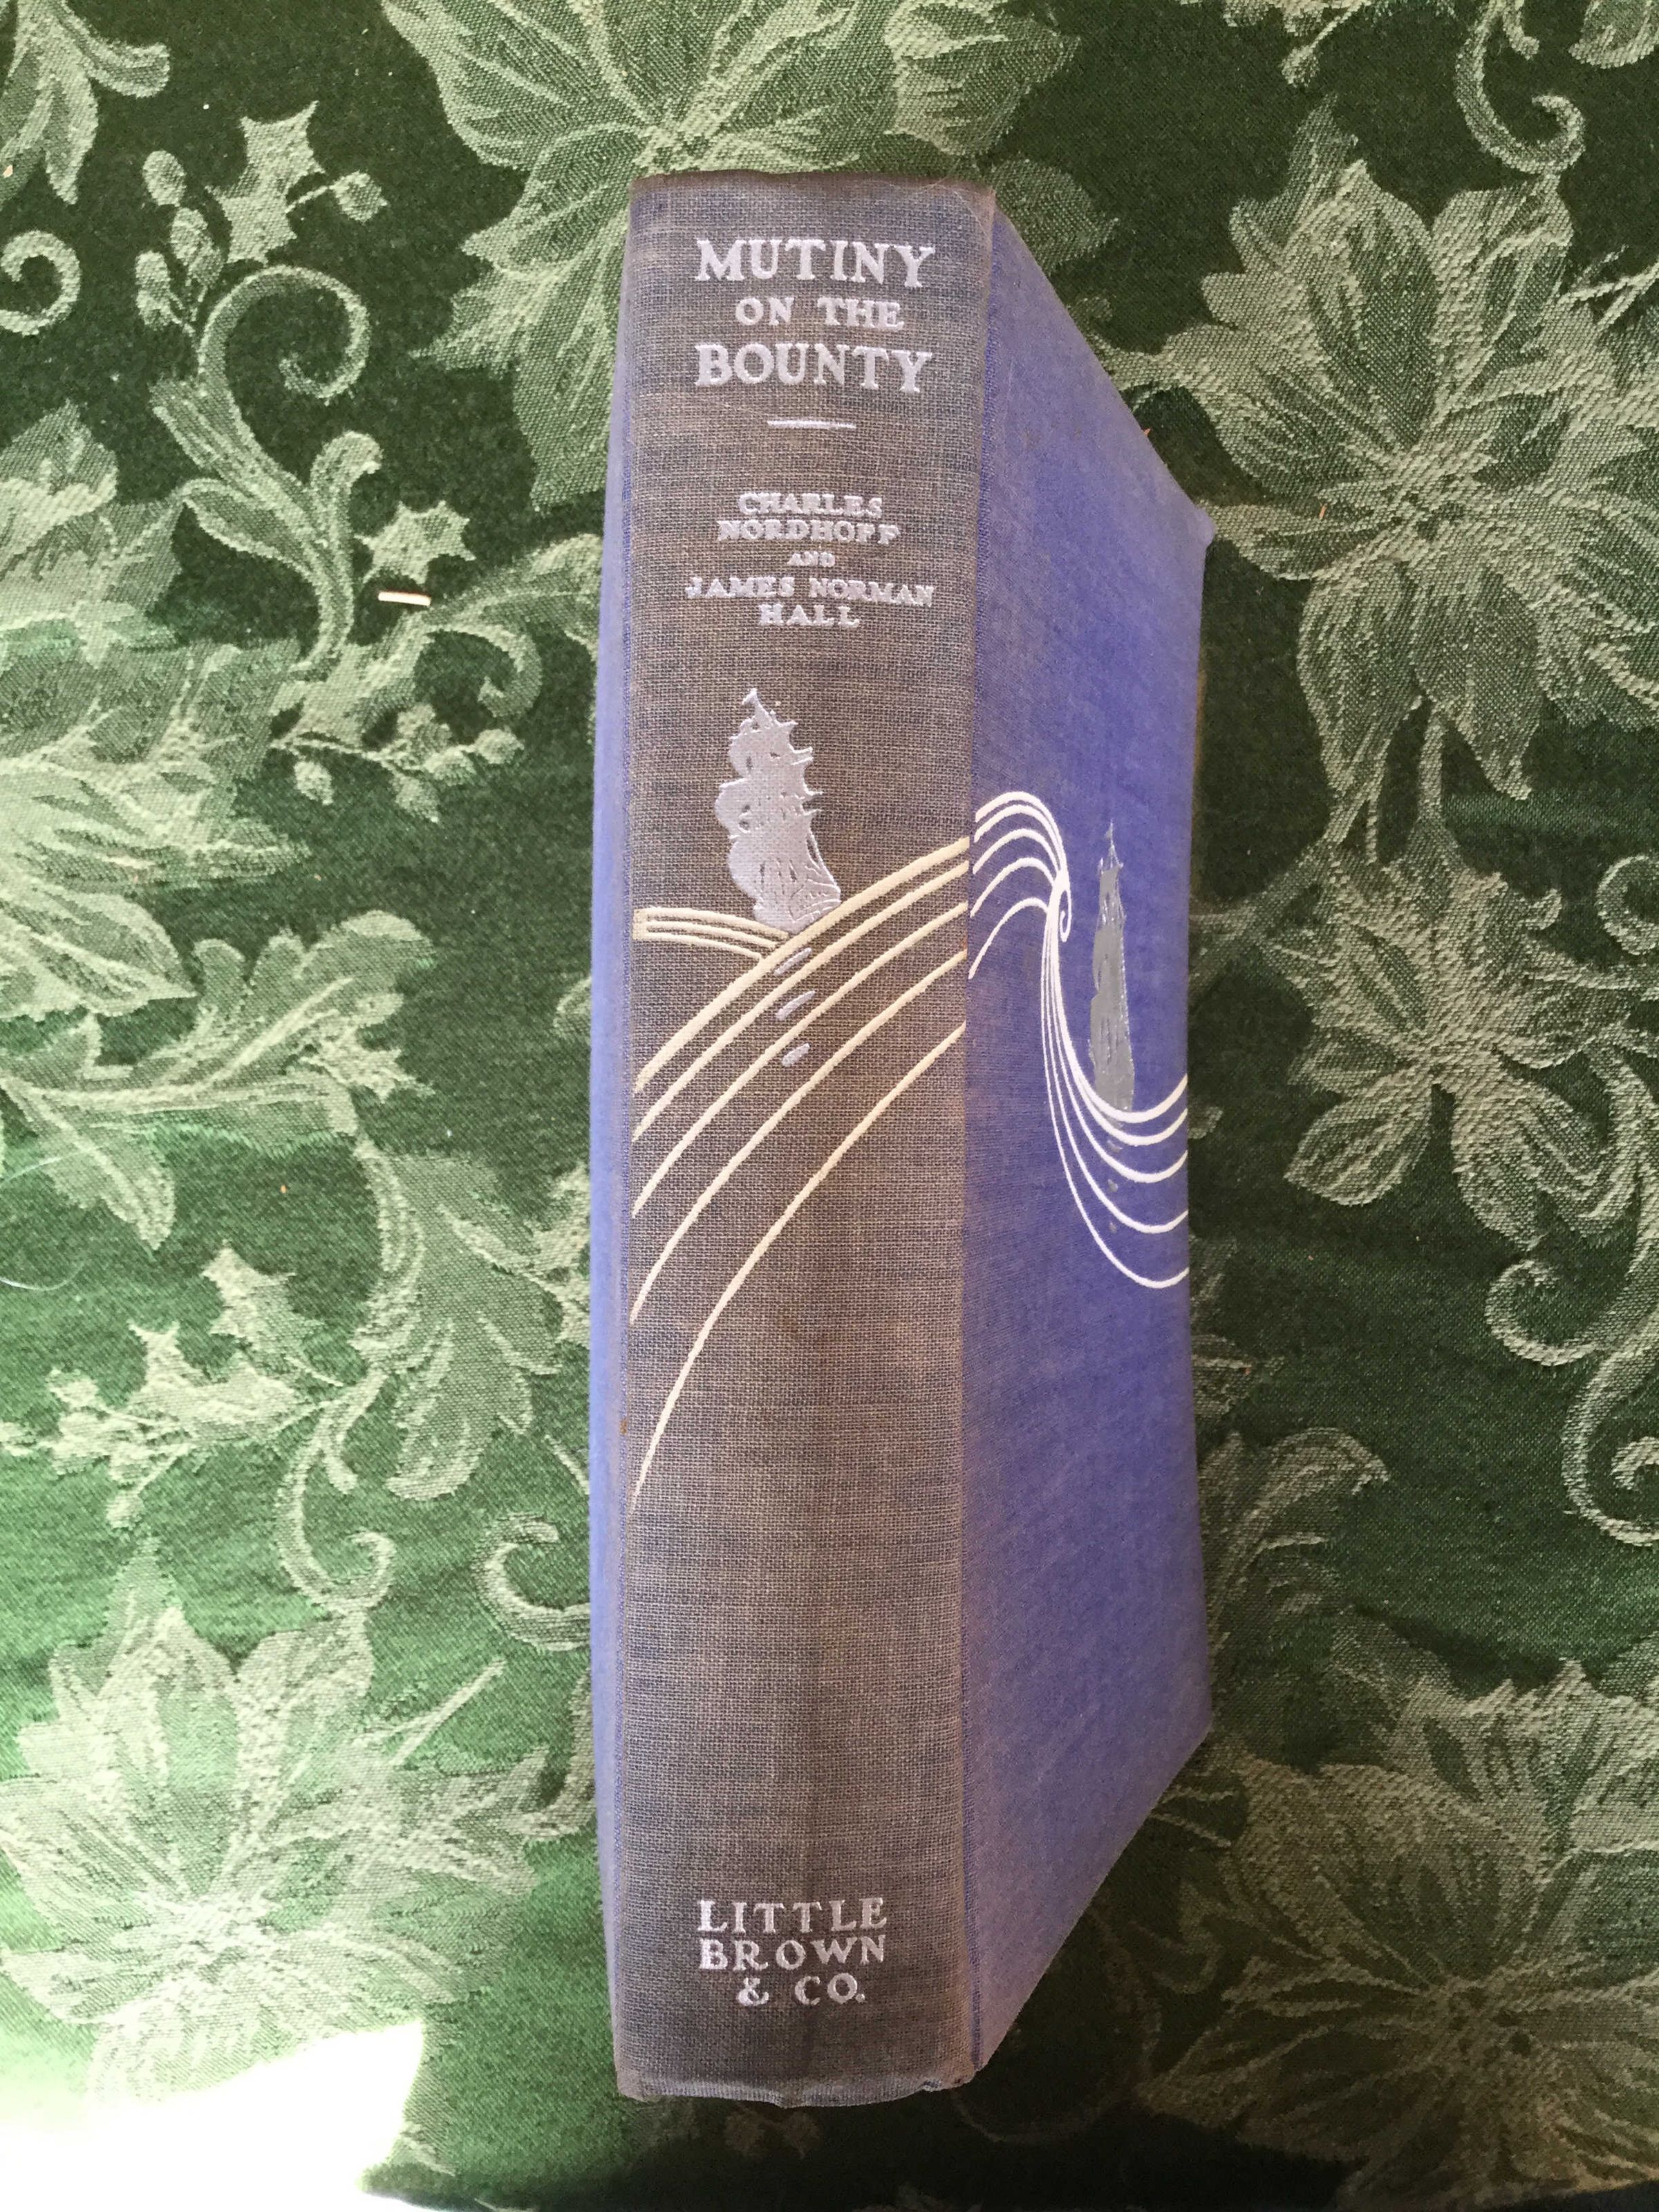 MUTINY
ON THE
BOUNTY
CHARLES
NORDHOFF
AND
JAMES NORMAN
HALL
LITTLE
BROWN
& CO.